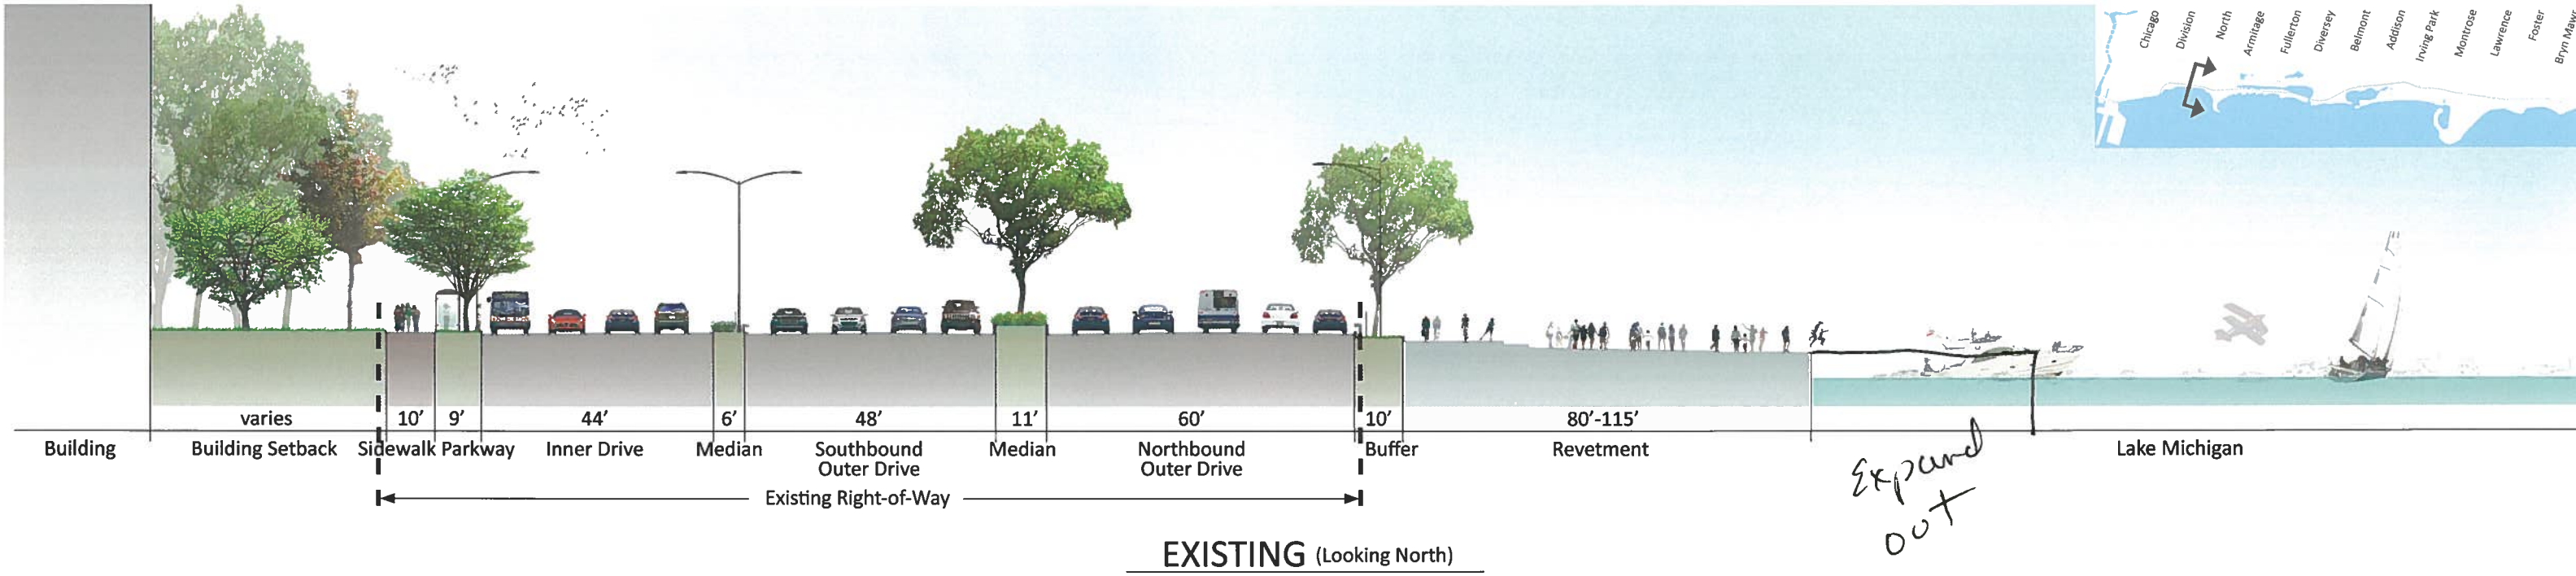 Chicago
Division
North
Armitage
Fullerton
Diversey
Belmont
Addison
Irving Park
Montrose
Lawrence
Foster
Bryn Mawr
varies 10’ 9’ 44’ 6’ 48’ 11’ 60’ 10’ 80’-115’
Building Building Setback Sidewalk Parkway Inner Drive Median Southbound Median Northbound Buffer Revetment Lake Michigan
Outer Drive Outer Drive
Existing Right-of-Way
Expand
out
EXISTING (Looking North)